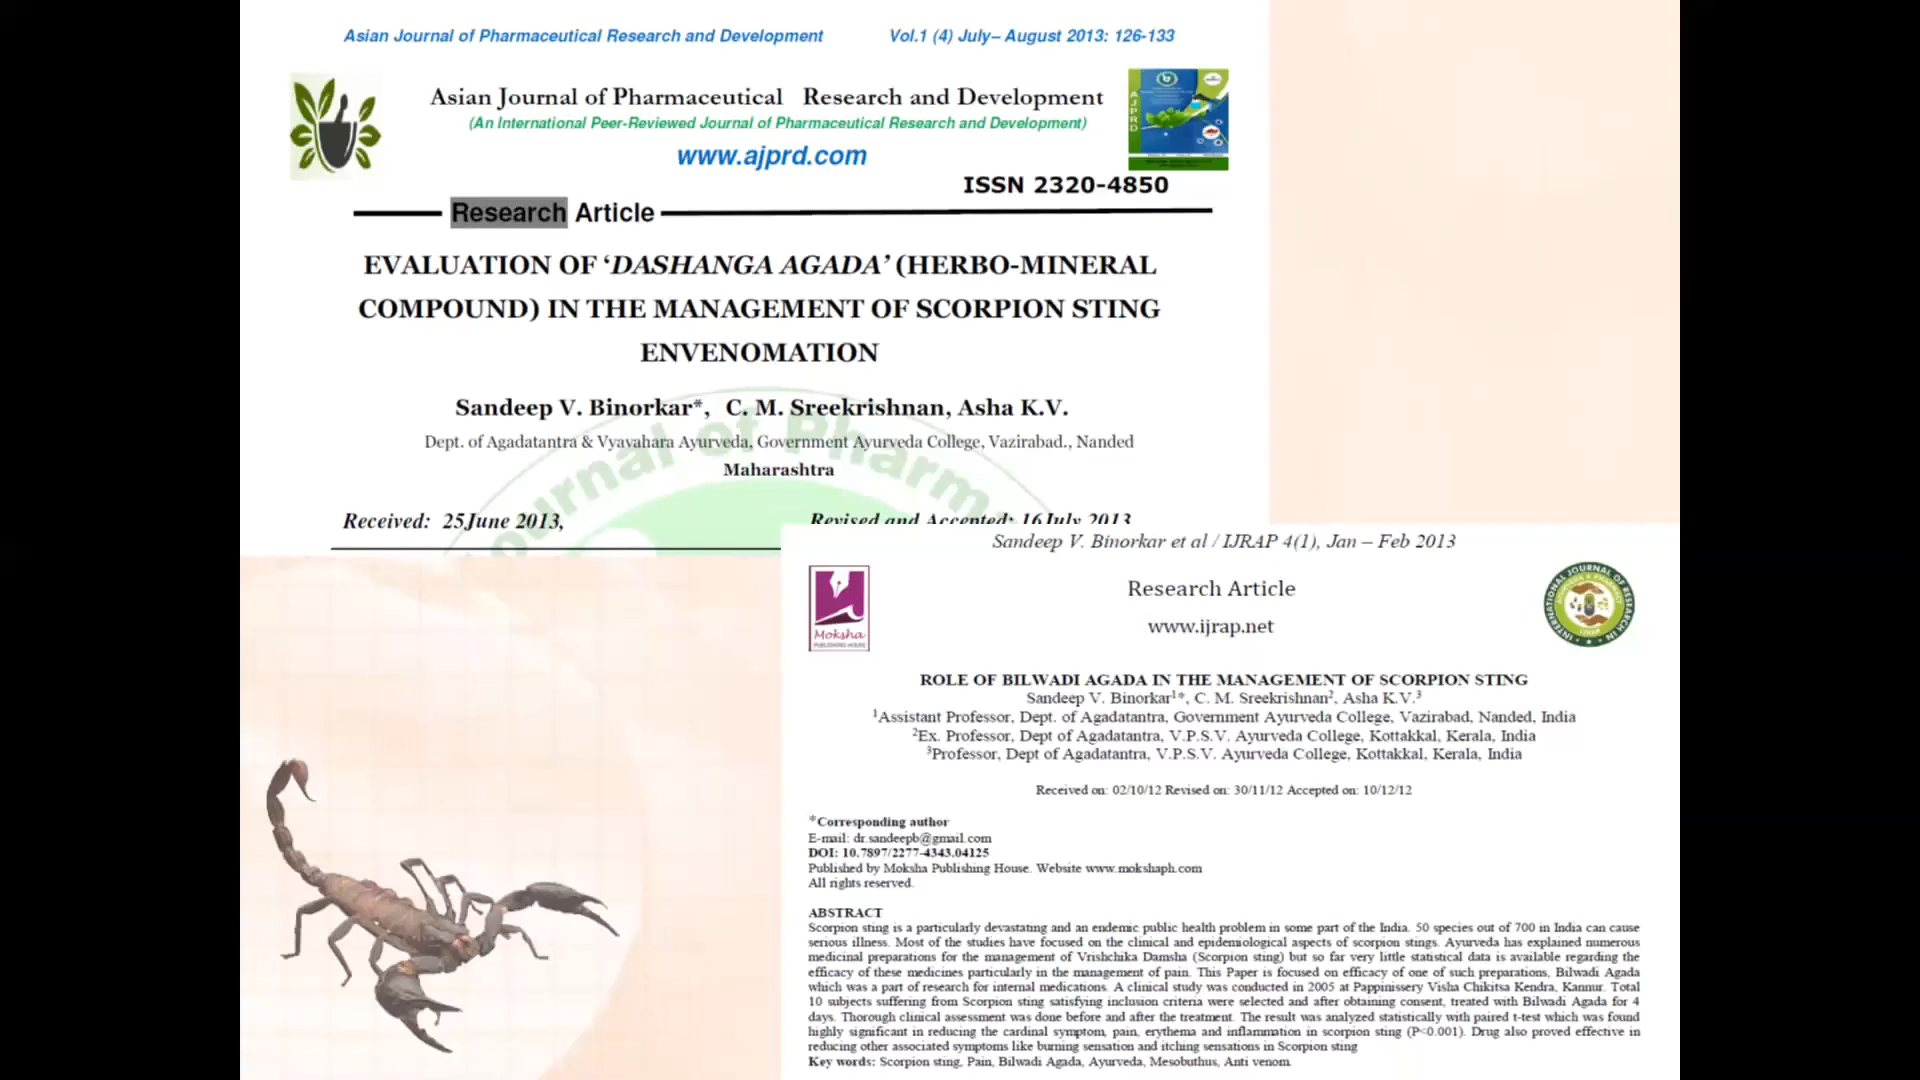 Asian Journal of Pharmaceutical Research and Development Vol.1 (4) July– August 2013: 126-133
Asian Journal of Pharmaceutical Research and Development
(An International Peer-Reviewed Journal of Pharmaceutical Research and Development)
www.ajprd.com
AJPRD
ISSN 2320-4850
Research Article
EVALUATION OF ‘DASHANGA AGADA’ (HERBO-MINERAL
COMPOUND) IN THE MANAGEMENT OF SCORPION STING
ENVENOMATION
Sandeep V. Binorkar*, C. M. Sreekrishnan, Asha K.V.
Dept. of Agadatantra & Vyavahara Ayurveda, Government Ayurveda College, Vazirabad., Nanded
Maharashtra
Journal of Pharm
Received: 25June 2013, Revised and Accepted: 16July 2013
Sandeep V. Binorkar et al / IJRAP 4(1), Jan – Feb 2013
Moksha
PUBLISHING HOUSE
Research Article
www.ijrap.net
INTERNATIONAL JOURNAL OF RESEARCH IN
ROLE OF BILWADI AGADA IN THE MANAGEMENT OF SCORPION STING
Sandeep V. Binorkar¹*, C. M. Sreekrishnan², Asha K.V.³
¹Assistant Professor, Dept. of Agadatantra, Government Ayurveda College, Vazirabad, Nanded, India
²Ex. Professor, Dept of Agadatantra, V.P.S.V. Ayurveda College, Kottakkal, Kerala, India
³Professor, Dept of Agadatantra, V.P.S.V. Ayurveda College, Kottakkal, Kerala, India
Received on: 02/10/12 Revised on: 30/11/12 Accepted on: 10/12/12
*Corresponding author
E-mail: dr.sandeepb@gmail.com
DOI: 10.7897/2277-4343.04125
Published by Moksha Publishing House. Website www.mokshaph.com
All rights reserved.
ABSTRACT
Scorpion sting is a particularly devastating and an endemic public health problem in some part of the India. 50 species out of 700 in India can cause
serious illness. Most of the studies have focused on the clinical and epidemiological aspects of scorpion stings. Ayurveda has explained numerous
medicinal preparations for the management of Vrishchika Damsha (Scorpion sting) but so far very little statistical data is available regarding the
efficacy of these medicines particularly in the management of pain. This Paper is focused on efficacy of one of such preparations, Bilwadi Agada
which was a part of research for internal medications. A clinical study was conducted in 2005 at Pappinissery Visha Chikitsa Kendra, Kannur. Total
10 subjects suffering from Scorpion sting satisfying inclusion criteria were selected and after obtaining consent, treated with Bilwadi Agada for 4
days. Thorough clinical assessment was done before and after the treatment. The result was analyzed statistically with paired t-test which was found
highly significant in reducing the cardinal symptom, pain, erythema and inflammation in scorpion sting (P<0.001). Drug also proved effective in
reducing other associated symptoms like burning sensation and itching sensations in Scorpion sting
Key words: Scorpion sting, Pain, Bilwadi Agada, Ayurveda, Mesobuthus, Anti venom.